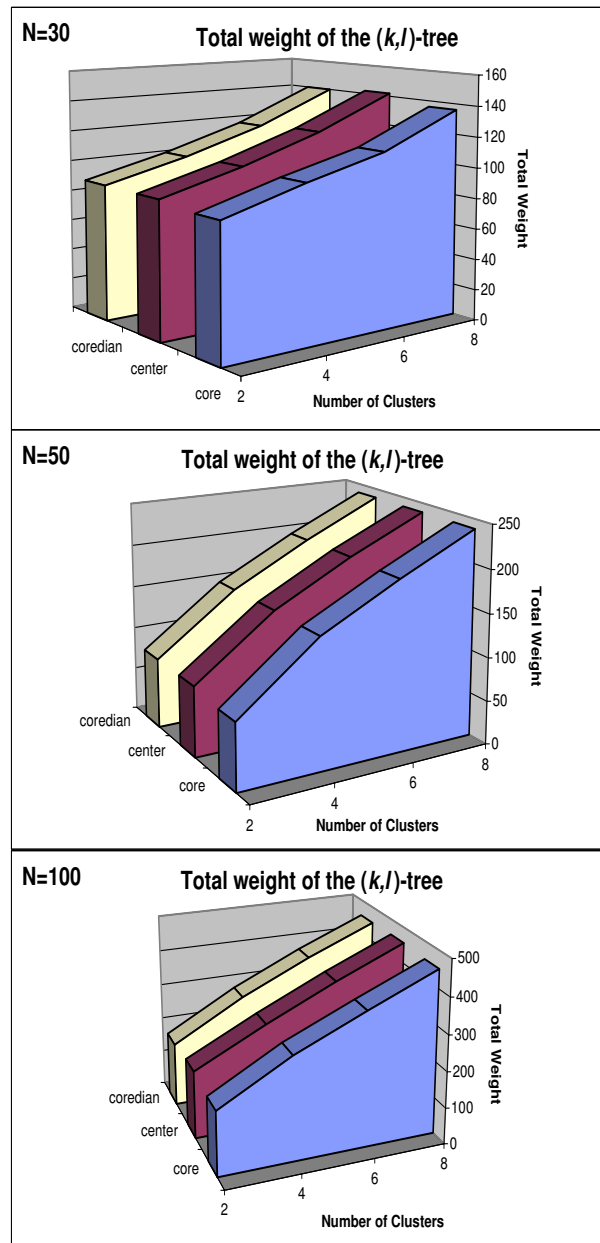 N=30
Total weight of the (k,l)-tree
160
140
120
100
80
60
40
20
0
Total Weight
coredian
center
core
2
4
6
8
Number of Clusters
N=50
Total weight of the (k,l)-tree
250
200
150
100
50
0
Total Weight
coredian
center
core
2
4
6
8
Number of Clusters
N=100
Total weight of the (k,l)-tree
500
400
300
200
100
0
Total Weight
coredian
center
core
2
4
6
8
Number of Clusters